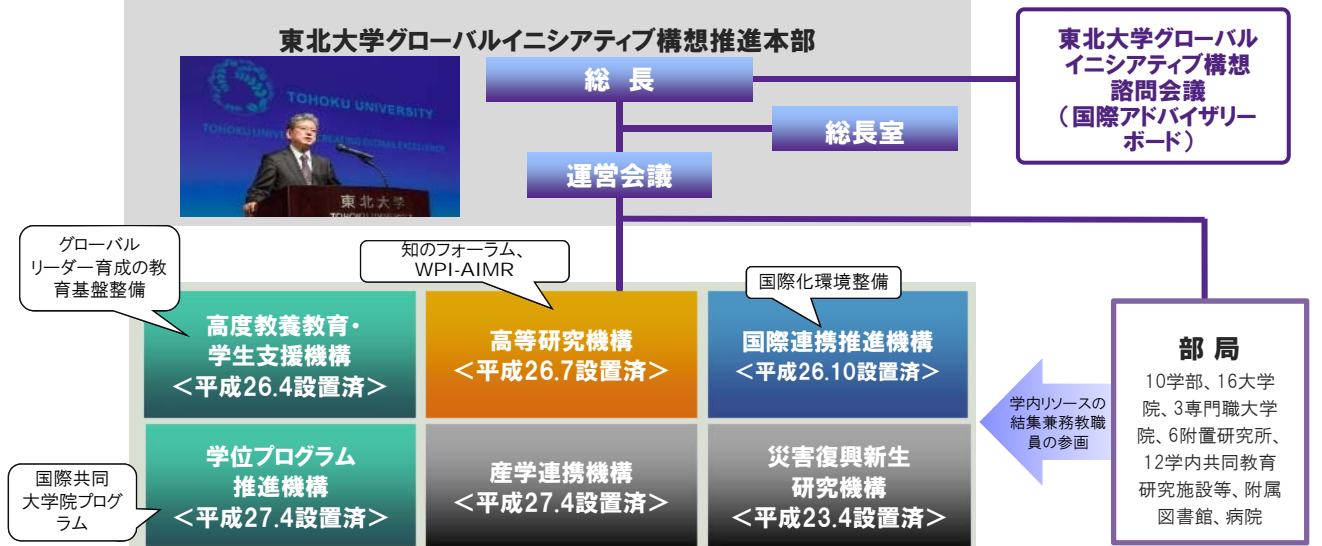 東北大学グローバルイニシアティブ構想推進本部
TOHOKU UNIVERSITY
東北大学
総 長
総長室
運営会議
東北大学グローバル
イニシアティブ構想
諮問会議
（国際アドバイザリー
ボード）
グローバル
リーダー育成の教
育基盤整備
知のフォーラム、
WPI-AIMR
国際化環境整備
高度教養教育・
学生支援機構
＜平成26.4設置済＞
高等研究機構
＜平成26.7設置済＞
国際連携推進機構
＜平成26.10設置済＞
国際共同
大学院プログ
ラム
学位プログラム
推進機構
＜平成27.4設置済＞
産学連携機構
＜平成27.4設置済＞
災害復興新生
研究機構
＜平成23.4設置済＞
学内リソースの
結集兼務教職
員の参画
部 局
10学部、16大学
院、3専門職大学
院、6附置研究所、
12学内共同教育
研究施設等、附属
図書館、病院